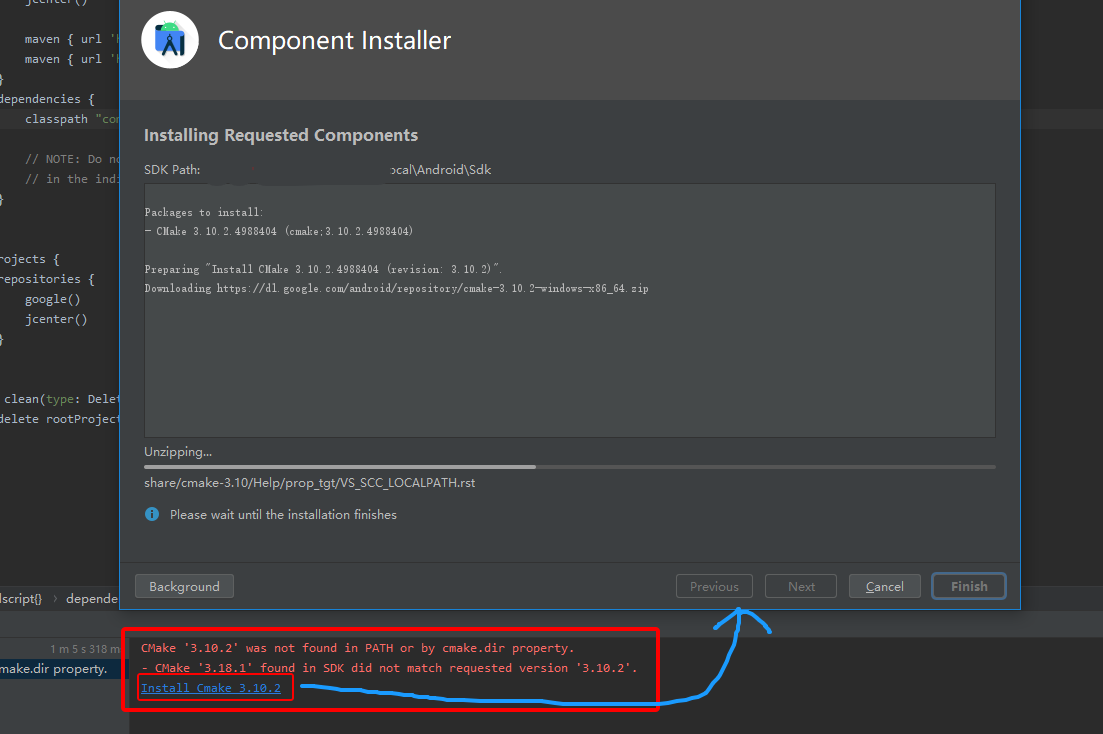 jcenter()
maven { url 'h
maven { url 'h
}
dependencies {
classpath "com
// NOTE: Do no
// in the indi
}
rojects {
repositories {
google()
jcenter()
}
clean(type: Delet
delete rootProject
Component Installer
Installing Requested Components
SDK Path: ocal\Android\Sdk
Packages to install:
- CMake 3.10.2.4988404 (cmake;3.10.2.4988404)
Preparing "Install CMake 3.10.2.4988404 (revision: 3.10.2)".
Downloading https://dl.google.com/android/repository/cmake-3.10.2-windows-x86_64.zip
Unzipping...
share/cmake-3.10/Help/prop_tgt/VS_SCC_LOCALPATH.rst
Please wait until the installation finishes
Background
Previous
Next
Cancel
Finish
lscript{} › depende
1 m 5 s 318 m
make.dir property.
CMake '3.10.2' was not found in PATH or by cmake.dir property.
- CMake '3.18.1' found in SDK did not match requested version '3.10.2'.
Install Cmake 3.10.2